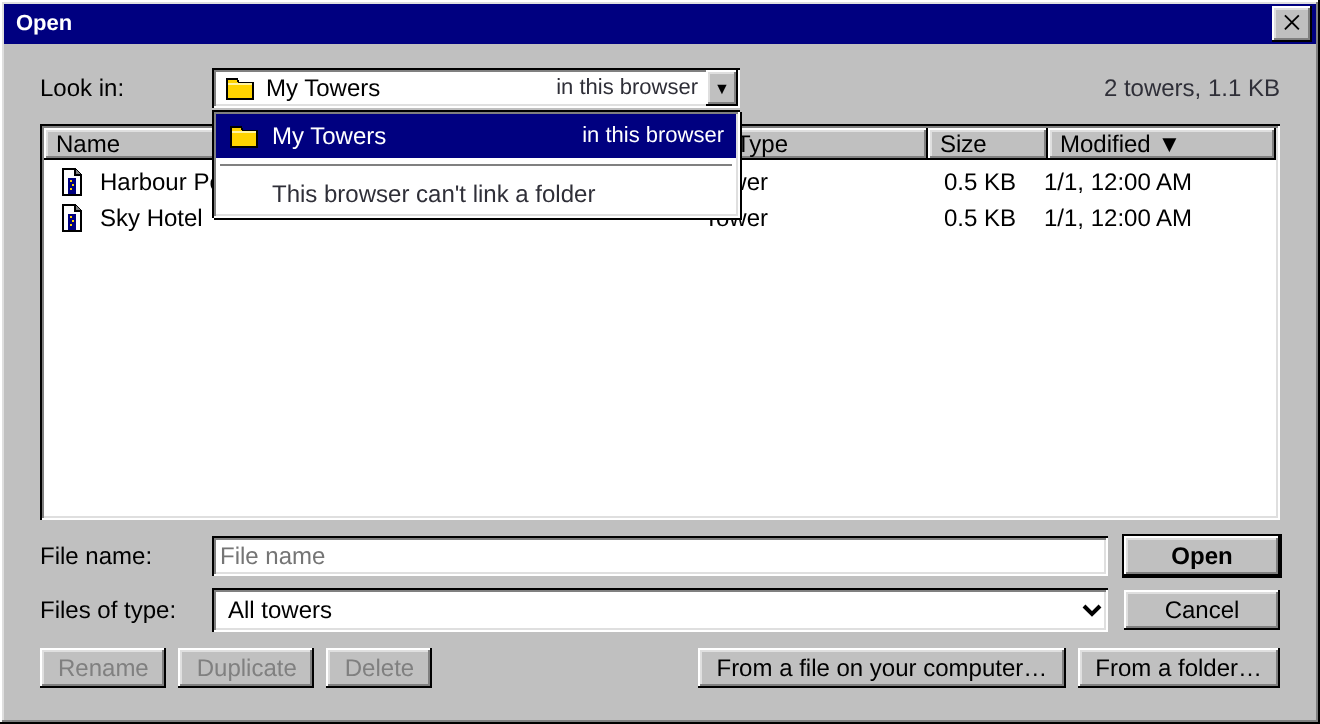 Open
Look in: My Towers in this browser 2 towers, 1.1 KB
My Towers in this browser
This browser can't link a folder
Name Type Size Modified ▼
Harbour 0.5 KB 1/1, 12:00 AM
Sky Hotel Tower 0.5 KB 1/1, 12:00 AM
File name: File name Open
Files of type: All towers Cancel
Rename Duplicate Delete From a file on your computer… From a folder…